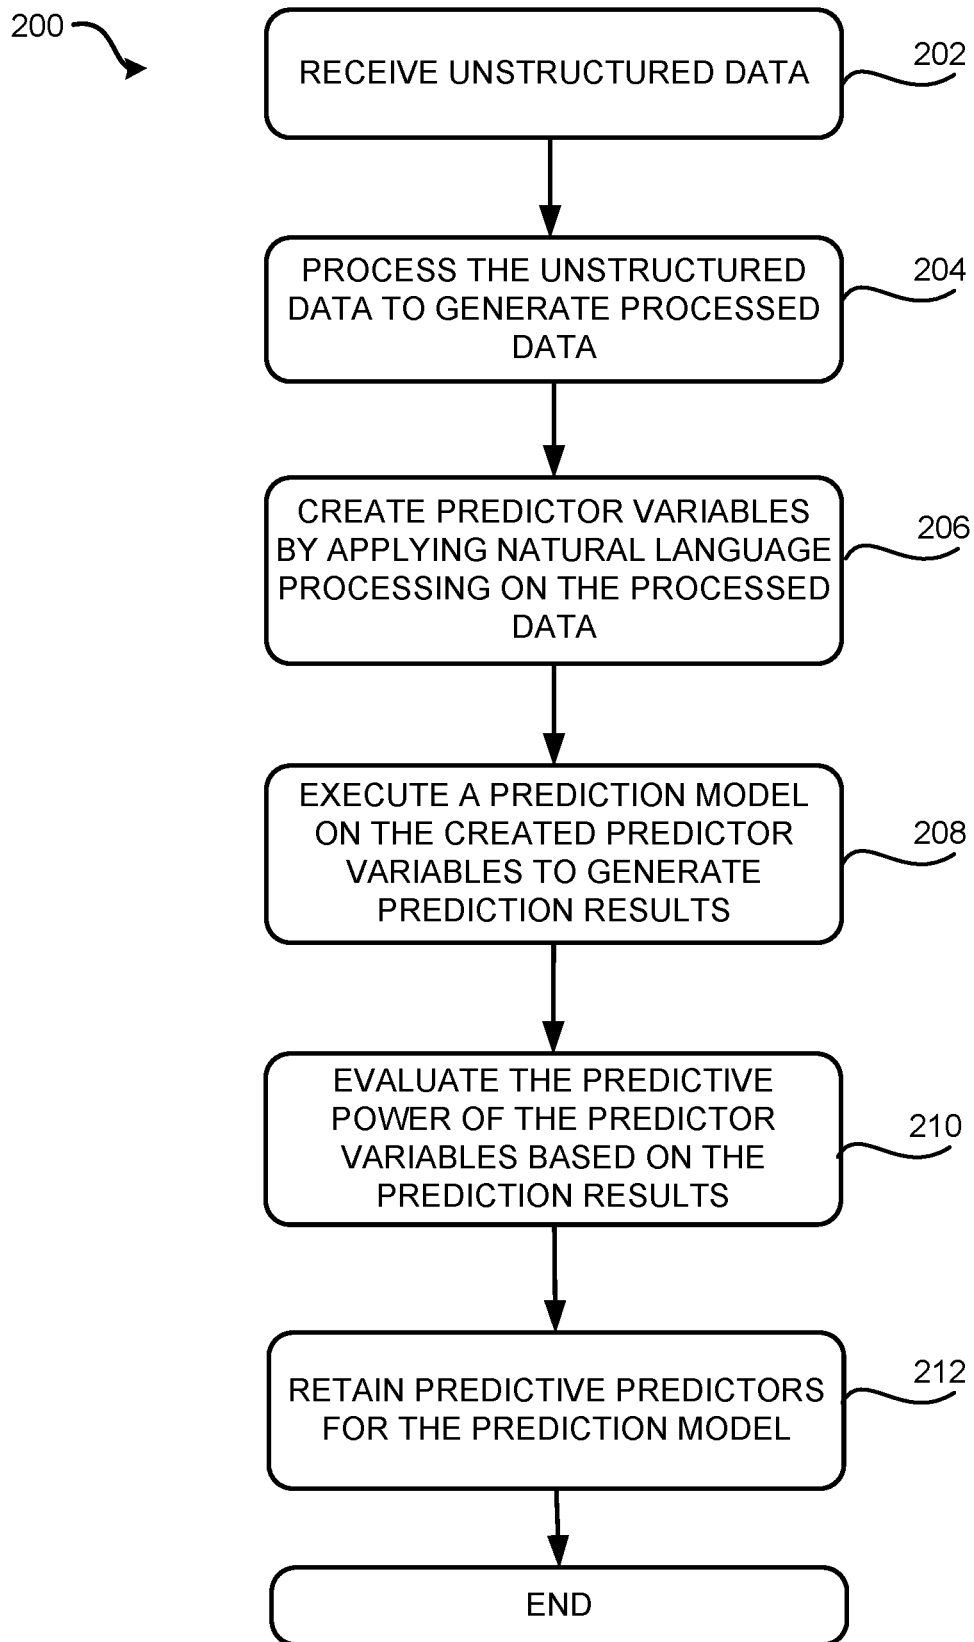 200
RECEIVE UNSTRUCTURED DATA
202
PROCESS THE UNSTRUCTURED
DATA TO GENERATE PROCESSED
DATA
204
CREATE PREDICTOR VARIABLES
BY APPLYING NATURAL LANGUAGE
PROCESSING ON THE PROCESSED
DATA
206
EXECUTE A PREDICTION MODEL
ON THE CREATED PREDICTOR
VARIABLES TO GENERATE
PREDICTION RESULTS
208
EVALUATE THE PREDICTIVE
POWER OF THE PREDICTOR
VARIABLES BASED ON THE
PREDICTION RESULTS
210
RETAIN PREDICTIVE PREDICTORS
FOR THE PREDICTION MODEL
212
END